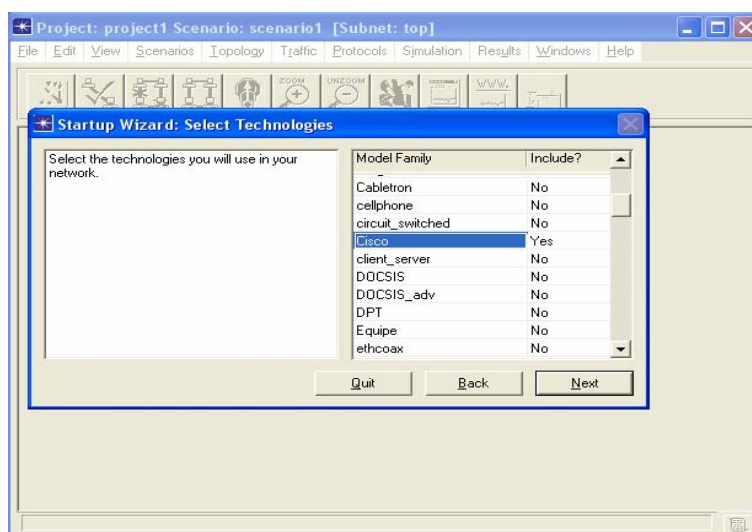 Project: project1 Scenario: scenario1 [Subnet: top]
File Edit View Scenarios Topology Traffic Protocols Simulation Results Windows Help
ZOOM UNZOOM WWW.
Startup Wizard: Select Technologies
Select the technologies you will use in your
network.
Model Family Include?
Cabletron No
cellphone No
circuit_switched No
Cisco Yes
client_server No
DOCSIS No
DOCSIS_adv No
DPT No
Equipe No
ethcoax No
Quit Back Next